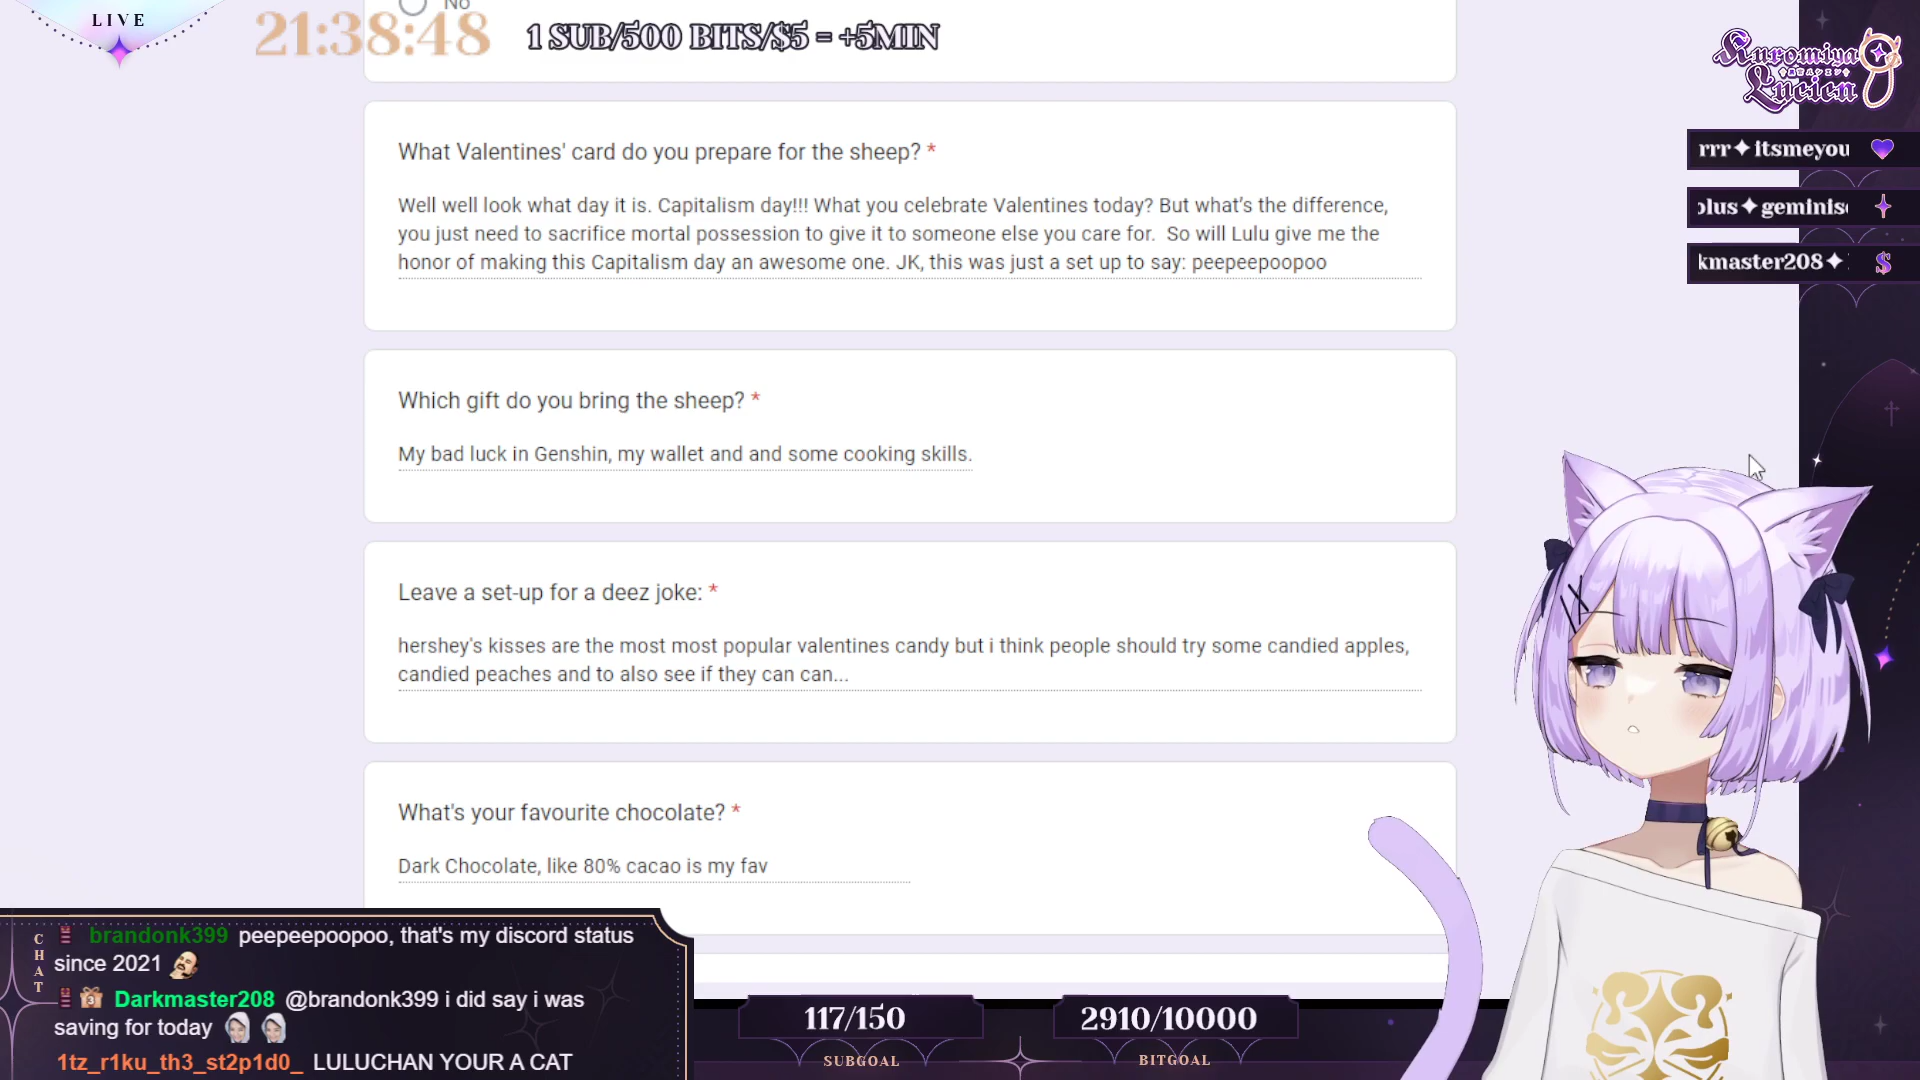 LIVE
21:38:48
1 SUB/500 BITS/$5 = +5MIN
No
Kuromiya
Lucien
rrr✦itsmeyou
plus✦geminis
kmaster208✦
$
What Valentines' card do you prepare for the sheep? *
Well well look what day it is. Capitalism day!!! What you celebrate Valentines today? But what's the difference,
you just need to sacrifice mortal possession to give it to someone else you care for. So will Lulu give me the
honor of making this Capitalism day an awesome one. JK, this was just a set up to say: peepeepoopoo
Which gift do you bring the sheep? *
My bad luck in Genshin, my wallet and and some cooking skills.
Leave a set-up for a deez joke: *
hershey's kisses are the most most popular valentines candy but i think people should try some candied apples,
candied peaches and to also see if they can can...
What's your favourite chocolate? *
Dark Chocolate, like 80% cacao is my fav
CHAT
brandonk399 peepeepoopoo, that's my discord status
since 2021
3 Darkmaster208 @brandonk399 i did say i was
saving for today
1tz_r1ku_th3_st2p1d0_ LULUCHAN YOUR A CAT
117/150
SUBGOAL
2910/10000
BITGOAL